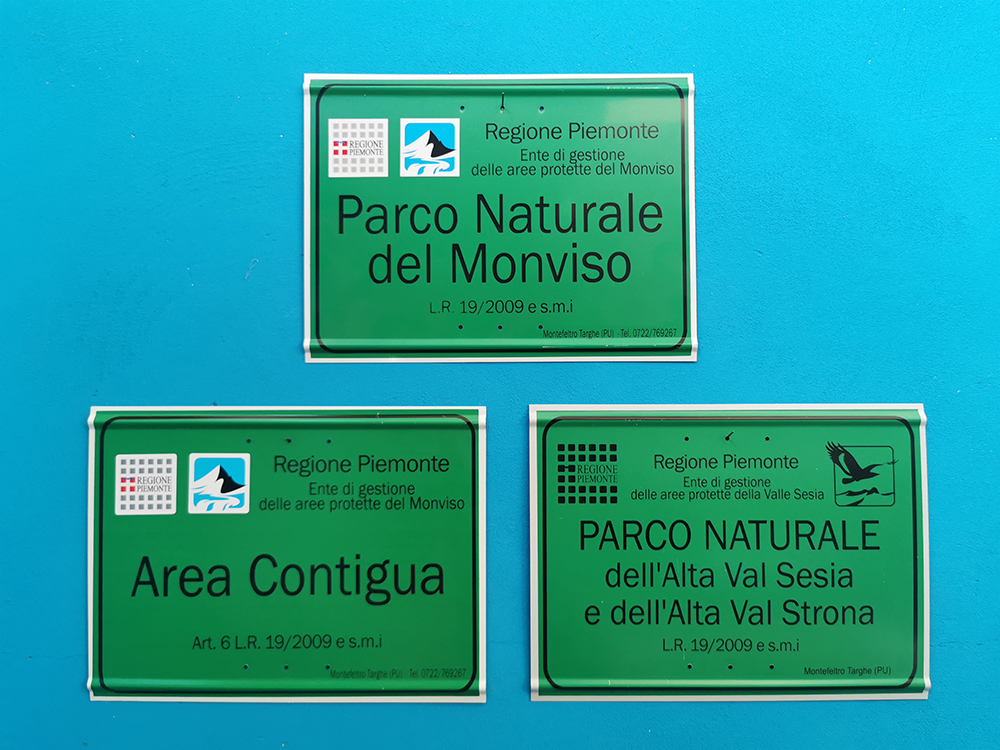 REGIONE
PIEMONTE
Regione Piemonte
Ente di gestione
delle aree protette del Monviso
Parco Naturale
del Monviso
L.R. 19/2009 e s.m.i
Montefeltro Targhe (PU) - Tel. 0722/769267
REGIONE
PIEMONTE
Regione Piemonte
Ente di gestione
delle aree protette del Monviso
Area Contigua
Art. 6 L.R. 19/2009 e s.m.i
Montefeltro Targhe (PU) - Tel. 0722/769267
REGIONE
PIEMONTE
Regione Piemonte
Ente di gestione
delle aree protette della Valle Sesia
PARCO NATURALE
dell'Alta Val Sesia
e dell'Alta Val Strona
L.R. 19/2009 e s.m.i
Montefeltro Targhe (PU)